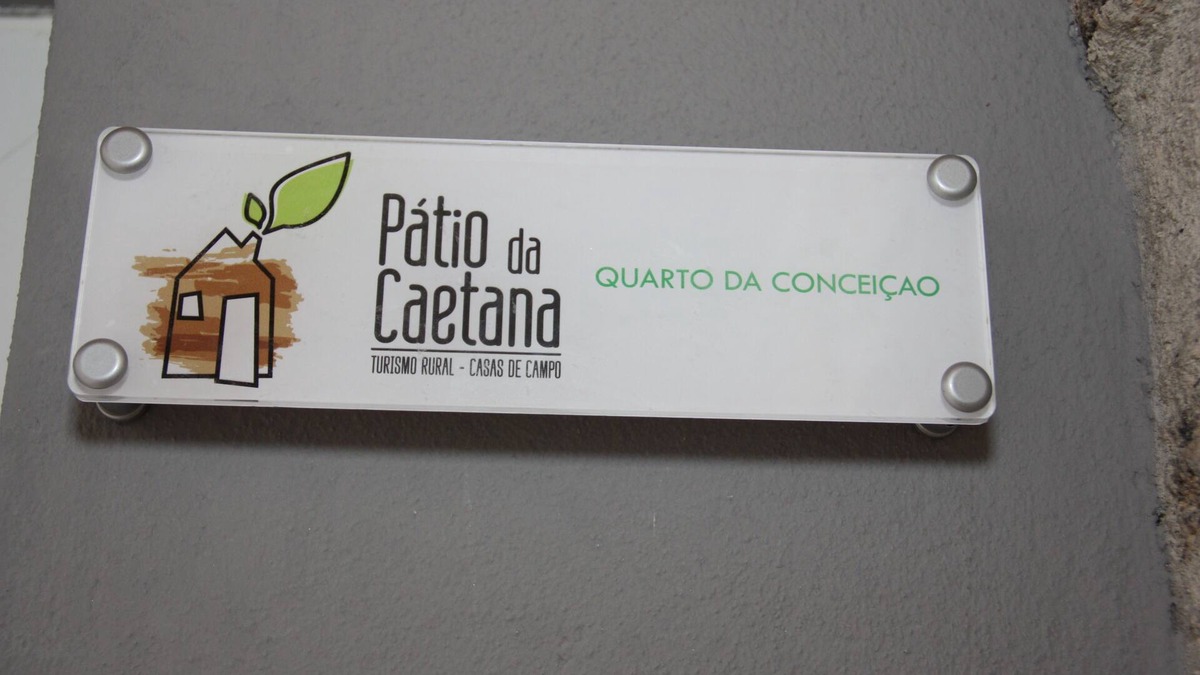 Pátio da
Caetana
TURISMO RURAL - CASAS DE CAMPO
QUARTO DA CONCEIÇAO